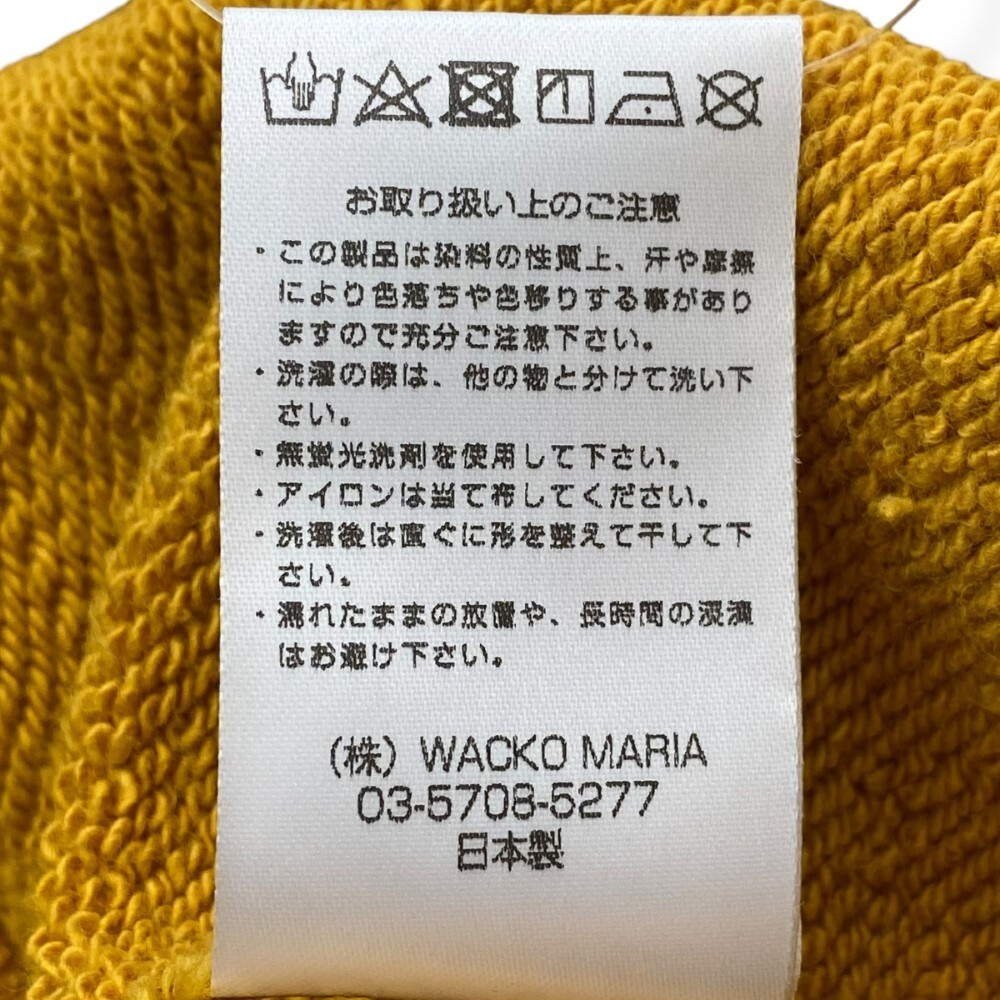 お取り扱い上のご注意
・この製品は染料の性質上、汗や摩擦
により色落ちや色移りする事があり
ますので充分ご注意下さい。
・洗濯の際は、他の物と分けて洗い下
さい。
・無蛍光洗剤を使用して下さい。
・アイロンは当て布してください。
・洗濯後は直ぐに形を整えて干して下
さい。
・濡れたままの放置や、長時間の浸漬
はお避け下さい。
(株) WACKO MARIA
03-5708-5277
日本製